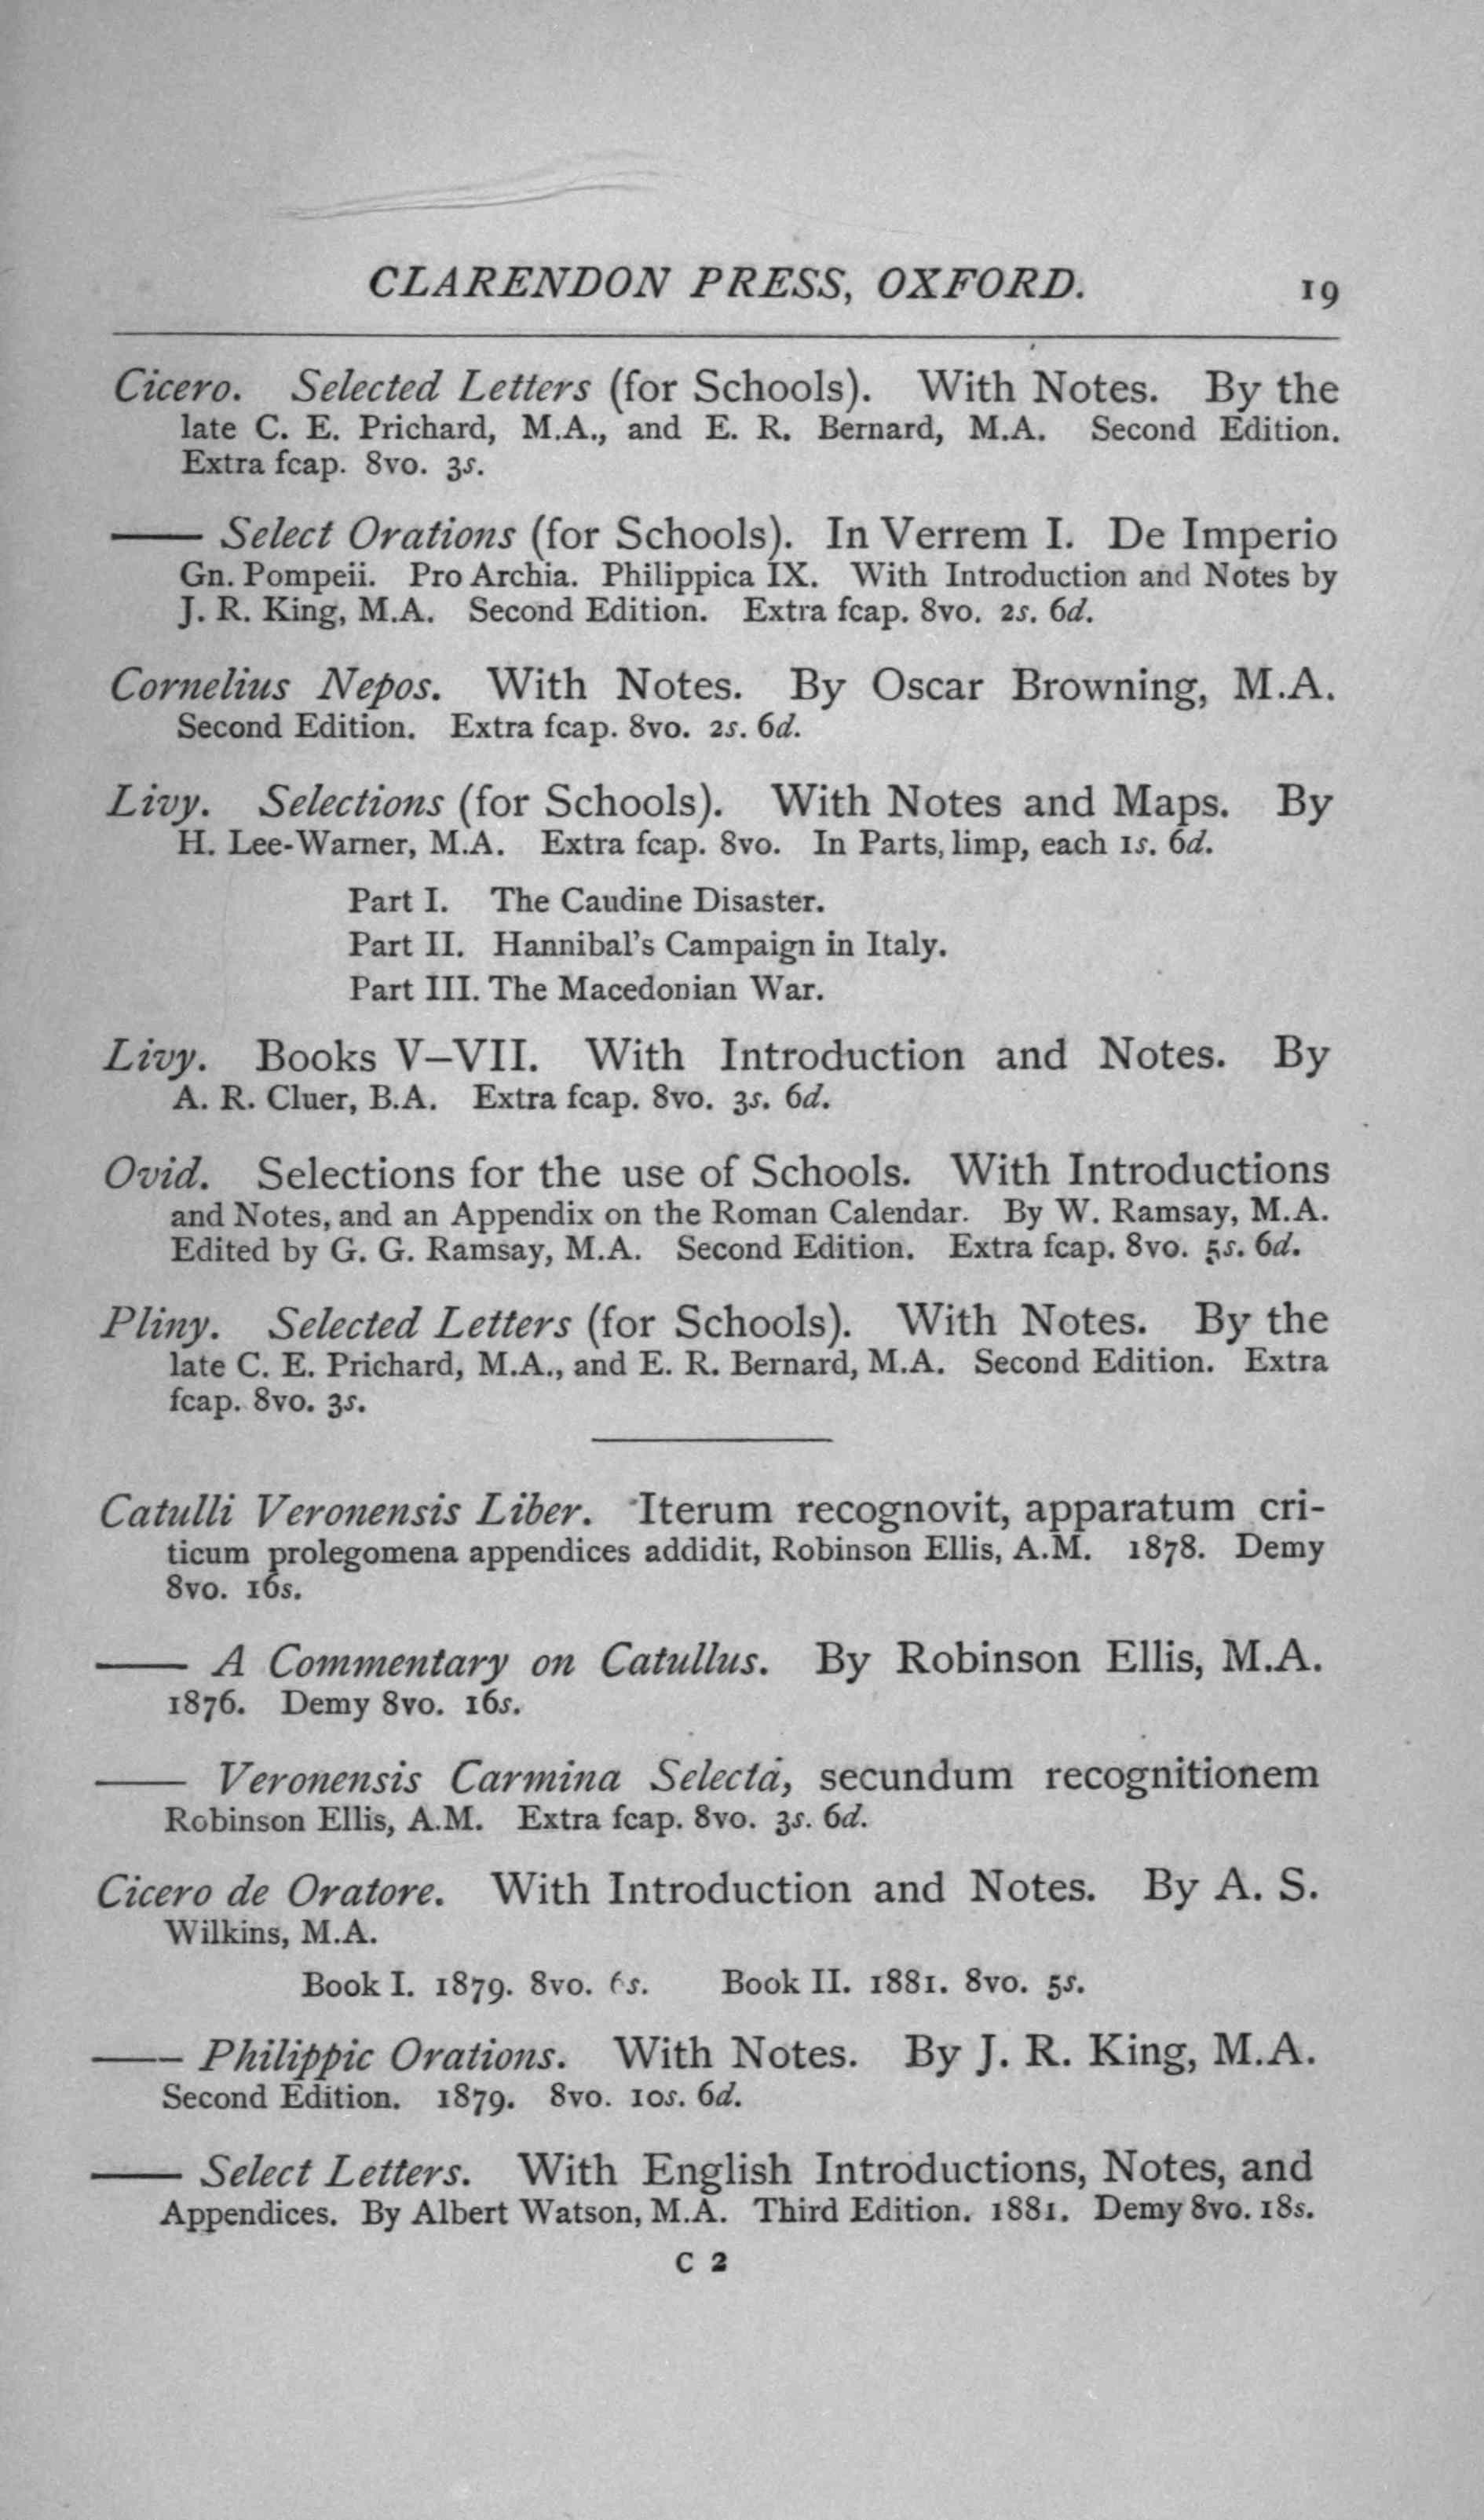 CLARENDON PRESS, OXFORD. 19
Cicero. Selected Letters (for Schools). With Notes. By the
late C. E. Prichard, M.A., and E. R. Bernard, M.A. Second Edition.
Extra fcap. 8vo. 3s.
—— Select Orations (for Schools). In Verrem I. De Imperio
Gn. Pompeii. Pro Archia. Philippica IX. With Introduction and Notes by
J. R. King, M.A. Second Edition. Extra fcap. 8vo. 2s. 6d.
Cornelius Nepos. With Notes. By Oscar Browning, M.A.
Second Edition. Extra fcap. 8vo. 2s. 6d.
Livy. Selections (for Schools). With Notes and Maps. By
H. Lee-Warner, M.A. Extra fcap. 8vo. In Parts, limp, each 1s. 6d.
Part I. The Caudine Disaster.
Part II. Hannibal's Campaign in Italy.
Part III. The Macedonian War.
Livy. Books V–VII. With Introduction and Notes. By
A. R. Cluer, B.A. Extra fcap. 8vo. 3s. 6d.
Ovid. Selections for the use of Schools. With Introductions
and Notes, and an Appendix on the Roman Calendar. By W. Ramsay, M.A.
Edited by G. G. Ramsay, M.A. Second Edition. Extra fcap. 8vo. 5s. 6d.
Pliny. Selected Letters (for Schools). With Notes. By the
late C. E. Prichard, M.A., and E. R. Bernard, M.A. Second Edition. Extra
fcap. 8vo. 3s.
Catulli Veronensis Liber. Iterum recognovit, apparatum cri-
ticum prolegomena appendices addidit, Robinson Ellis, A.M. 1878. Demy
8vo. 16s.
—— A Commentary on Catullus. By Robinson Ellis, M.A.
1876. Demy 8vo. 16s.
—— Veronensis Carmina Selecta, secundum recognitionem
Robinson Ellis, A.M. Extra fcap. 8vo. 3s. 6d.
Cicero de Oratore. With Introduction and Notes. By A. S.
Wilkins, M.A.
Book I. 1879. 8vo. 6s. Book II. 1881. 8vo. 5s.
—— Philippic Orations. With Notes. By J. R. King, M.A.
Second Edition. 1879. 8vo. 10s. 6d.
—— Select Letters. With English Introductions, Notes, and
Appendices. By Albert Watson, M.A. Third Edition. 1881. Demy 8vo. 18s.
C 2